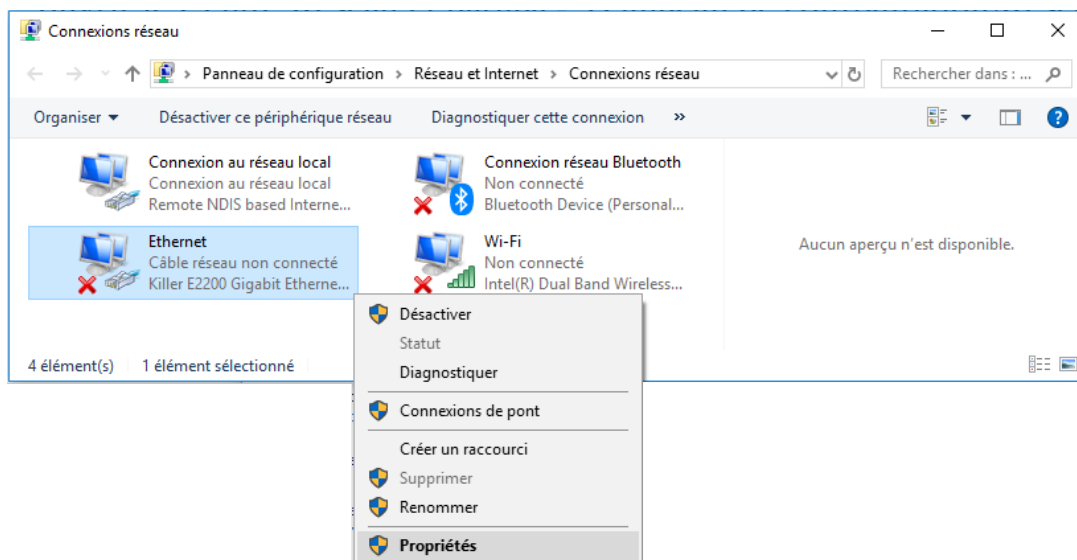 Connexions réseau
Panneau de configuration > Réseau et Internet > Connexions réseau
Rechercher dans : ...
Organiser
Désactiver ce périphérique réseau
Diagnostiquer cette connexion
»
Connexion au réseau local
Connexion au réseau local
Remote NDIS based Interne...
Connexion réseau Bluetooth
Non connecté
Bluetooth Device (Personal...
Ethernet
Câble réseau non connecté
Killer E2200 Gigabit Etherne...
Wi-Fi
Non connecté
Intel(R) Dual Band Wireless...
Aucun aperçu n'est disponible.
4 élément(s)
1 élément sélectionné
Désactiver
Statut
Diagnostiquer
Connexions de pont
Créer un raccourci
Supprimer
Renommer
Propriétés